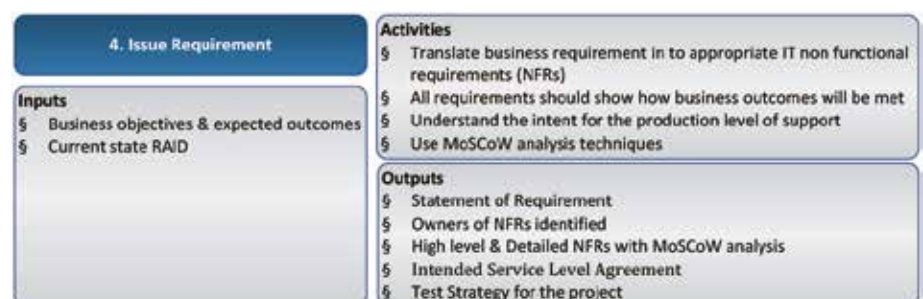 4. Issue Requirement
Inputs
§ Business objectives & expected outcomes
§ Current state RAID
Activities
§ Translate business requirement in to appropriate IT non functional
requirements (NFRs)
§ All requirements should show how business outcomes will be met
§ Understand the intent for the production level of support
§ Use MoSCoW analysis techniques
Outputs
§ Statement of Requirement
§ Owners of NFRs identified
§ High level & Detailed NFRs with MoSCoW analysis
§ Intended Service Level Agreement
§ Test Strategy for the project